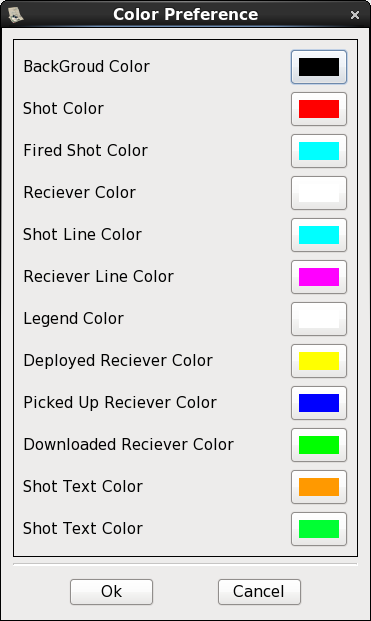 Color Preference
BackGroud Color
Shot Color
Fired Shot Color
Reciever Color
Shot Line Color
Reciever Line Color
Legend Color
Deployed Reciever Color
Picked Up Reciever Color
Downloaded Reciever Color
Shot Text Color
Shot Text Color
Ok Cancel